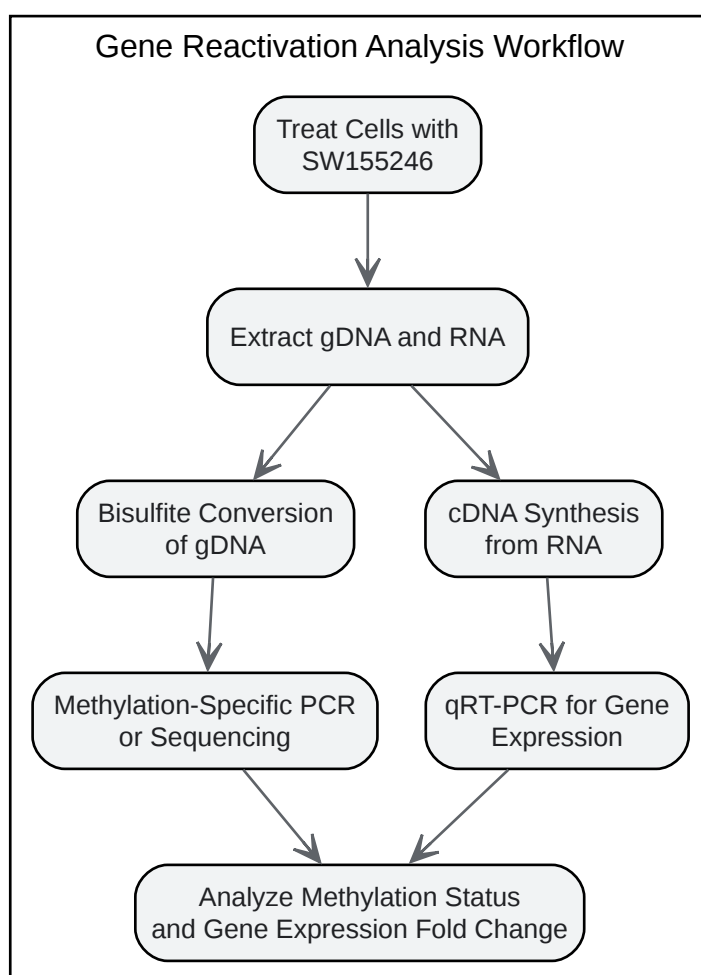 Gene Reactivation Analysis Workflow
Treat Cells with
SW155246
Extract gDNA and RNA
Bisulfite Conversion
of gDNA
cDNA Synthesis
from RNA
Methylation-Specific PCR
or Sequencing
qRT-PCR for Gene
Expression
Analyze Methylation Status
and Gene Expression Fold Change